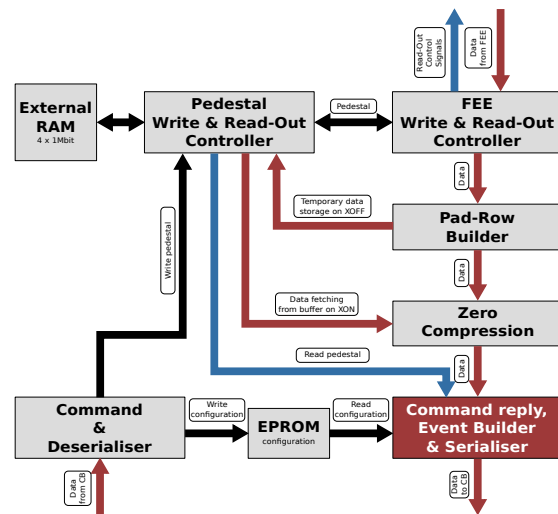 Read-Out
Control
Signals
Data
from FEE
External
RAM
4 x 1Mbit
Pedestal
Write & Read-Out
Controller
Pedestal
FEE
Write & Read-Out
Controller
Data
Temporary data
storage on XOFF
Pad-Row
Builder
Write pedestal
Data
Data fetching
from buffer on XON
Zero
Compression
Read pedestal
Data
Command
&
Deserialiser
Write
configuration
EPROM
configuration
Read
configuration
Command reply,
Event Builder
& Serialiser
Data
from CB
Data
to CB